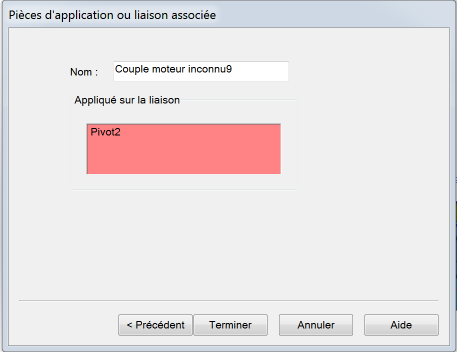 Pièces d'application ou liaison associée
Nom : Couple moteur inconnu9
Appliqué sur la liaison
Pivot2
< Précédent Terminer Annuler Aide